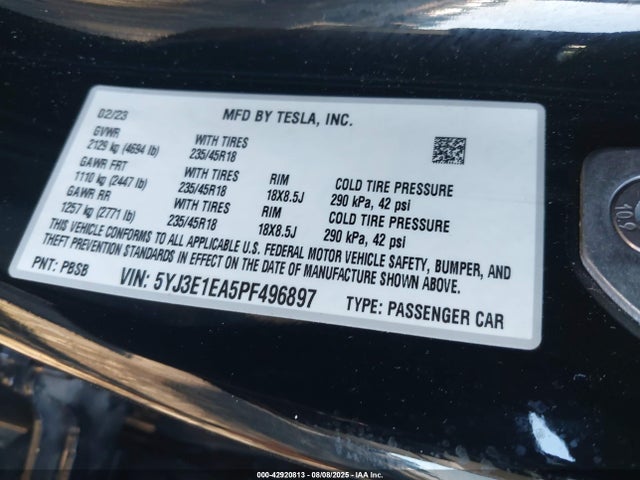 02/23 MFD BY TESLA, INC.
GVWR
2129 kg (4694 lb) WITH TIRES 235/45R18
GAWR FRT
1110 kg (2447 lb) WITH TIRES 235/45R18 RIM 18X8.5J COLD TIRE PRESSURE 290 kPa, 42 psi
GAWR RR
1257 kg (2771 lb) WITH TIRES 235/45R18 RIM 18X8.5J COLD TIRE PRESSURE 290 kPa, 42 psi
THIS VEHICLE CONFORMS TO ALL APPLICABLE U.S. FEDERAL MOTOR VEHICLE SAFETY, BUMPER, AND
THEFT PREVENTION STANDARDS IN EFFECT ON THE DATE OF MANUFACTURE SHOWN ABOVE.
PNT: PBSB VIN: 5YJ3E1EA5PF496897 TYPE: PASSENGER CAR
10.9
000-42920813 - 08/08/2025 - IAA Inc.